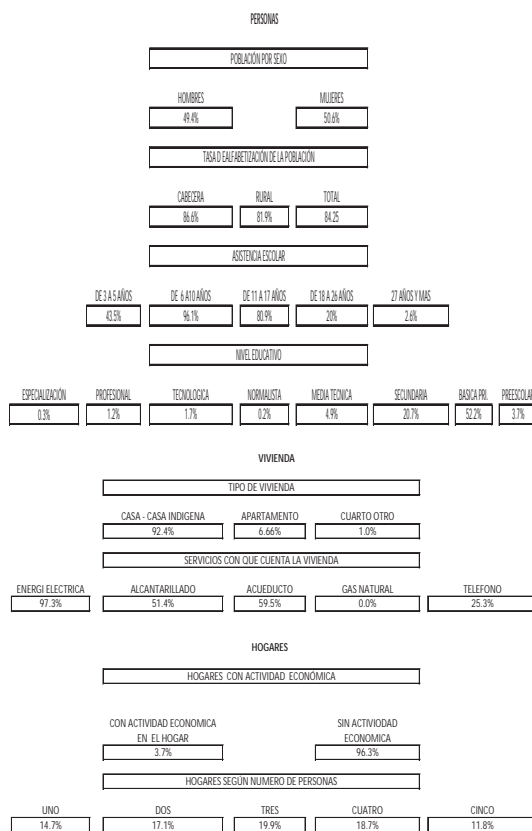 PERSONAS
POBLACIÓN POR SEXO
HOMBRES MUJERES
49.4% 50.6%
TASA D EALFABETIZACIÓN DE LA POBLACIÓN
CABECERA RURAL TOTAL
86.6% 81.9% 84.25
ASISTENCIA ESCOLAR
DE 3 A 5 AÑOS DE 6 A10 AÑOS DE 11 A 17 AÑOS DE 18 A 26 AÑOS 27 AÑOS Y MAS
43.5% 96.1% 80.9% 20% 2.6%
NIVEL EDUCATIVO
ESPECIALIZACIÓN PROFESIONAL TECNOLOGICA NORMALISTA MEDIA TECNICA SECUNDARIA BASICA PRI. PREESCOLAR
0.3% 1.2% 1.7% 0.2% 4.9% 20.7% 52.2% 3.7%
VIVIENDA
TIPO DE VIVIENDA
CASA - CASA INDIGENA APARTAMENTO CUARTO OTRO
92.4% 6.66% 1.0%
SERVICIOS CON QUE CUENTA LA VIVIENDA
ENERGI ELECTRICA ALCANTARILLADO ACUEDUCTO GAS NATURAL TELEFONO
97.3% 51.4% 59.5% 0.0% 25.3%
HOGARES
HOGARES CON ACTIVIDAD ECONÓMICA
CON ACTIVIDAD ECONOMICA SIN ACTIVIODAD
EN EL HOGAR ECONOMICA
3.7% 96.3%
HOGARES SEGÚN NUMERO DE PERSONAS
UNO DOS TRES CUATRO CINCO
14.7% 17.1% 19.9% 18.7% 11.8%